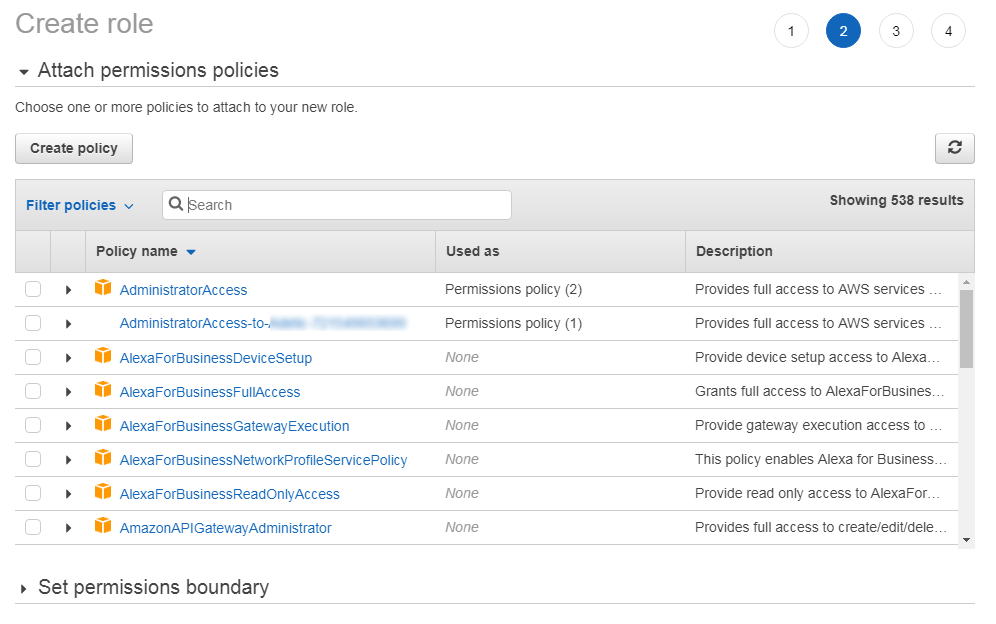 Create role
1 2 3 4
Attach permissions policies
Choose one or more policies to attach to your new role.
Create policy
Filter policies Search Showing 538 results
Policy name Used as Description
AdministratorAccess Permissions policy (2) Provides full access to AWS services ...
AdministratorAccess-to- Permissions policy (1) Provides full access to AWS services ...
AlexaForBusinessDeviceSetup None Provide device setup access to Alexa...
AlexaForBusinessFullAccess None Grants full access to AlexaForBusines...
AlexaForBusinessGatewayExecution None Provide gateway execution access to ...
AlexaForBusinessNetworkProfileServicePolicy None This policy enables Alexa for Business...
AlexaForBusinessReadOnlyAccess None Provide read only access to AlexaFor...
AmazonAPIGatewayAdministrator None Provides full access to create/edit/dele...
Set permissions boundary